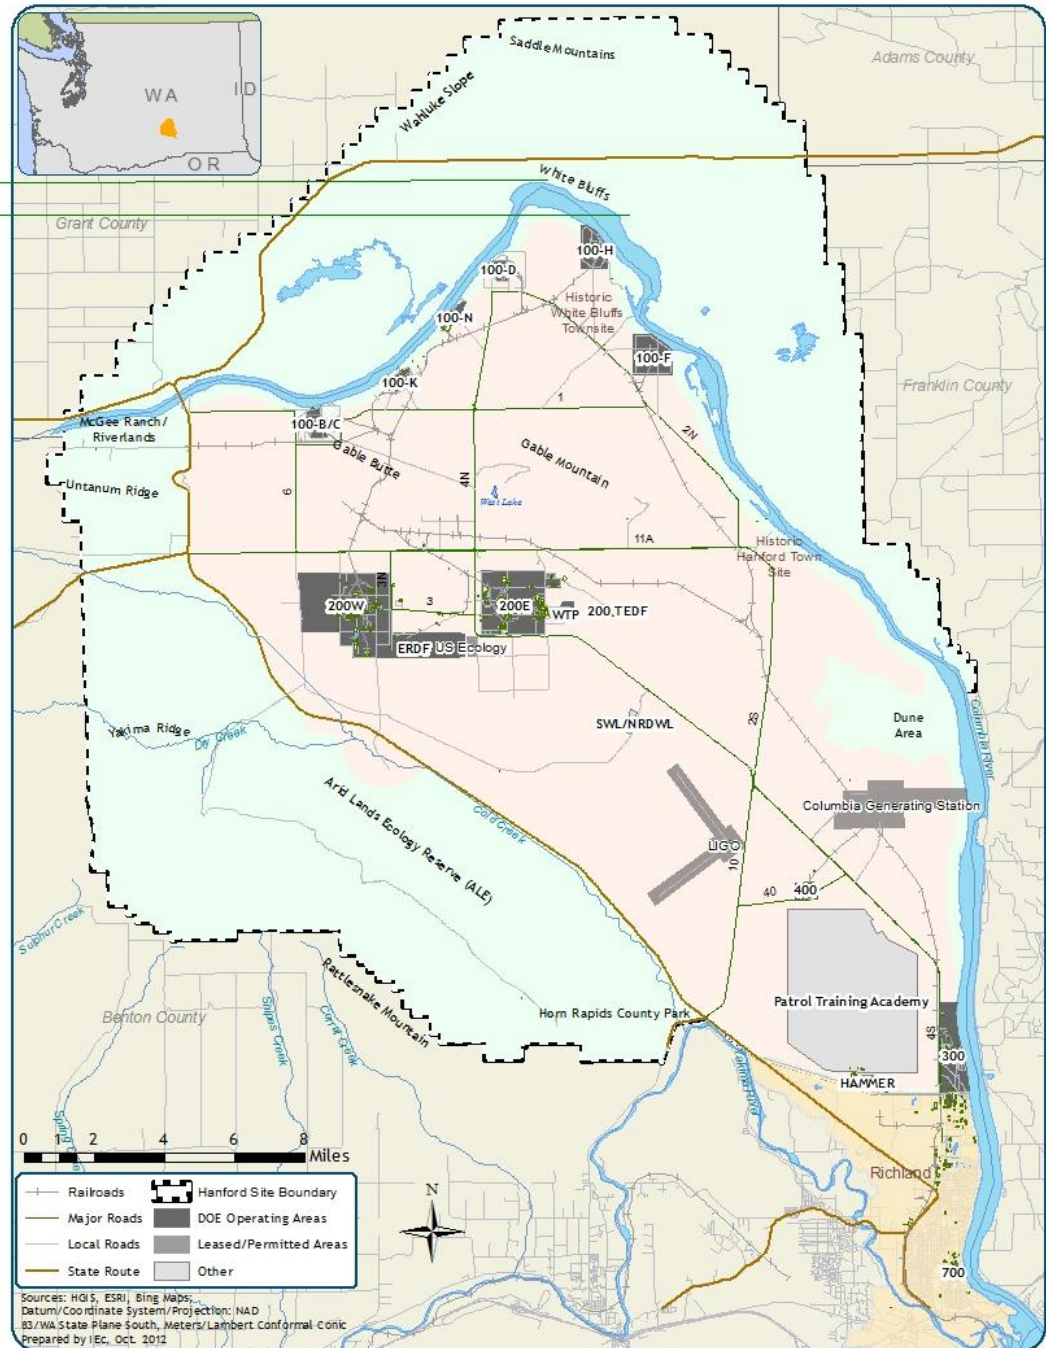 WA
ID
OR
Saddle Mountains
Adams County
Wahluke Slope
White Bluffs
Grant County
100-H
100-D
Historic
White Bluffs
Townsite
100-N
100-F
100-K
Franklin County
1
100-B/C
McGee Ranch/
Riverlands
2N
Gable Butte
Gable Mountain
4N
6
Untanum Ridge
West Lake
11A
Historic
Hanford Town
Site
3N
200W
3
200E
WTP
200 TEDF
ERDF
US Ecology
Yakima Ridge
Dry Creek
SWL/NRDWL
2S
Dune
Area
Columbia River
Arid Lands Ecology Reserve (ALE)
Cold Creek
Columbia Generating Station
LIGO
10
40
400
Sulphur Creek
Rattlesnake Mountain
Benton County
Snipes Creek
Corral Creek
Horn Rapids County Park
Patrol Training Academy
4S
300
Yakima River
HAMMER
Spring Creek
Richland
700
0 1 2 4 6 8
Miles
Railroads
Major Roads
Local Roads
State Route
Hanford Site Boundary
DOE Operating Areas
Leased/Permitted Areas
Other
N
Sources: HGIS, ESRI, Bing Maps;
Datum/Coordinate System/Projection: NAD
83/WA State Plane South, Meters/Lambert Conformal Conic
Prepared by IEc, Oct. 2012